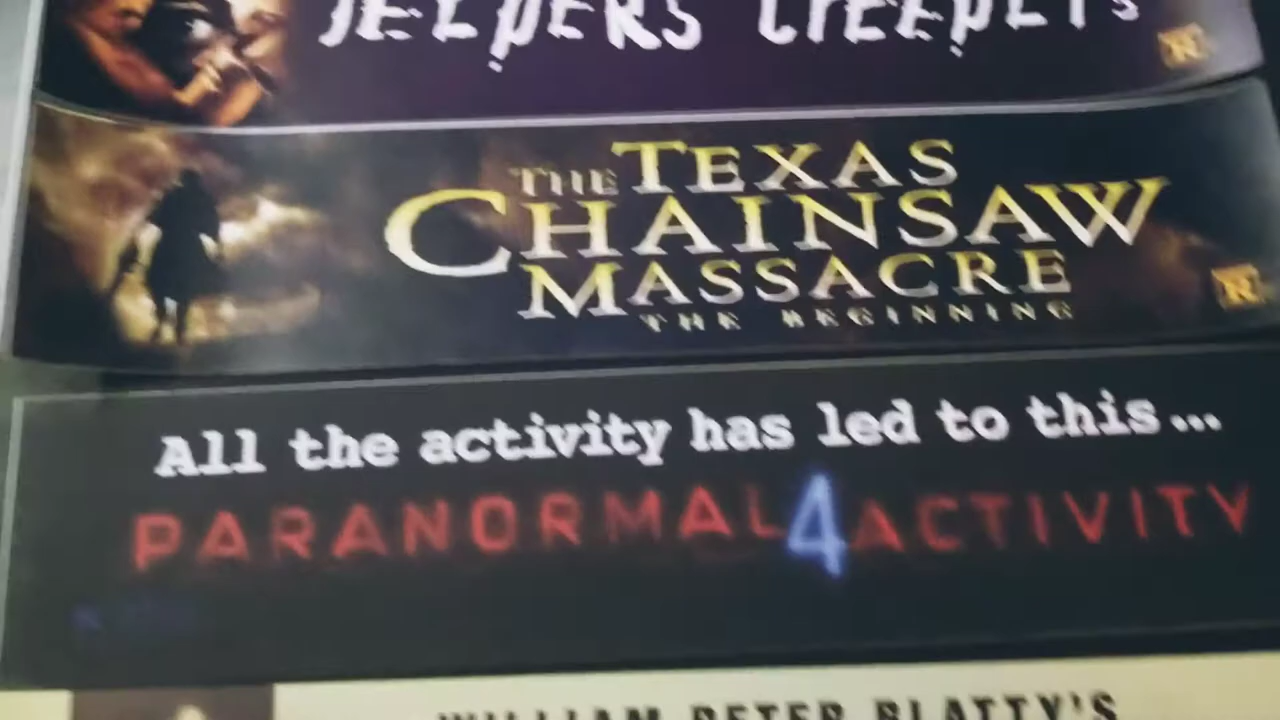 JEEPERS CREEPERS
R
THE TEXAS
CHAINSAW
MASSACRE
THE BEGINNING
R
All the activity has led to this...
PARANORMAL 4 ACTIVITY
WILLIAM PETER BLATTY'S